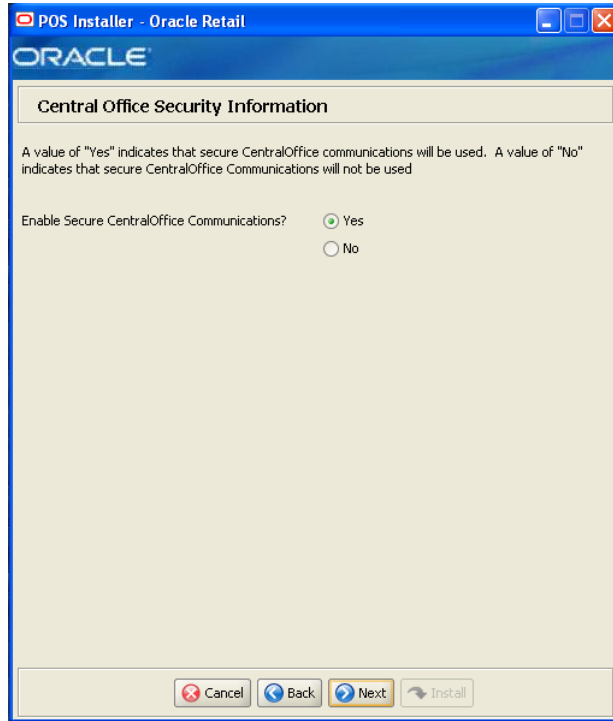 POS Installer - Oracle Retail
ORACLE
Central Office Security Information
A value of "Yes" indicates that secure CentralOffice communications will be used. A value of "No"
indicates that secure CentralOffice Communications will not be used
Enable Secure CentralOffice Communications?
Yes
No
Cancel
Back
Next
Install